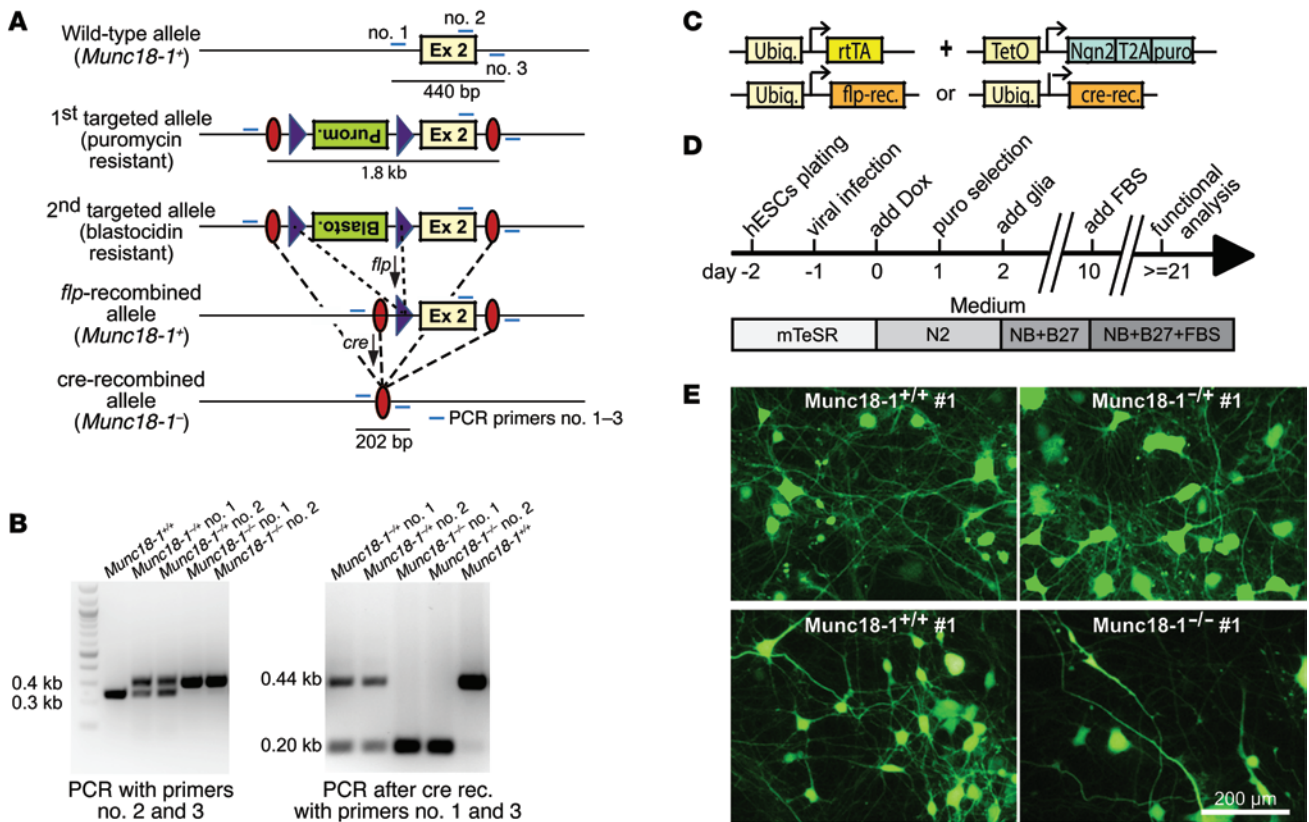 A
Wild-type allele
(Munc18-1⁺)
no. 1
no. 2
Ex 2
no. 3
440 bp
1st targeted allele
(puromycin
resistant)
Purom.
Ex 2
1.8 kb
2nd targeted allele
(blastocidin
resistant)
Blasto.
Ex 2
flp
flp-recombined
allele
(Munc18-1⁺)
Ex 2
cre
cre-recombined
allele
(Munc18-1⁻)
PCR primers no. 1–3
202 bp
B
Munc18-1⁺/⁺
Munc18-1⁻/⁺ no. 1
Munc18-1⁻/⁺ no. 2
Munc18-1⁻/⁻ no. 1
Munc18-1⁻/⁻ no. 2
0.4 kb
0.3 kb
PCR with primers
no. 2 and 3
Munc18-1⁻/⁺ no. 1
Munc18-1⁻/⁺ no. 2
Munc18-1⁻/⁻ no. 1
Munc18-1⁻/⁻ no. 2
Munc18-1⁺/⁺
0.44 kb
0.20 kb
PCR after cre rec.
with primers no. 1 and 3
C
Ubiq. rtTA + TetO Ngn2 T2A puro
Ubiq. flp-rec. or Ubiq. cre-rec.
D
hESCs plating
viral infection
add Dox
puro selection
add glia
add FBS
functional
analysis
day -2 -1 0 1 2 10 >=21
Medium
mTeSR N2 NB+B27 NB+B27+FBS
E
Munc18-1⁺/⁺ #1
Munc18-1⁻/⁺ #1
Munc18-1⁺/⁺ #1
Munc18-1⁻/⁻ #1
200 µm